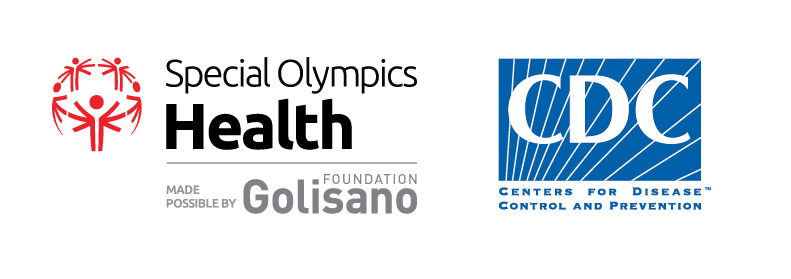 Special Olympics
Health
MADE
POSSIBLE BY
FOUNDATION
Golisano
CDC
CENTERS FOR DISEASE™
CONTROL AND PREVENTION